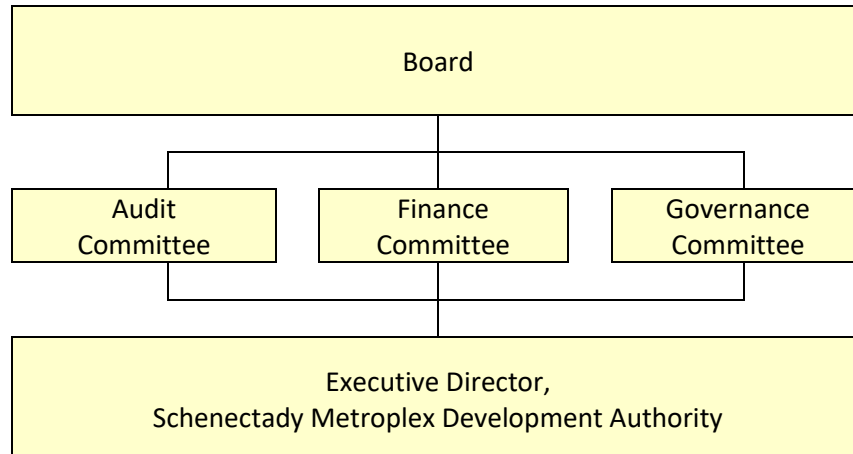 Board
Audit
Committee
Finance
Committee
Governance
Committee
Executive Director,
Schenectady Metroplex Development Authority